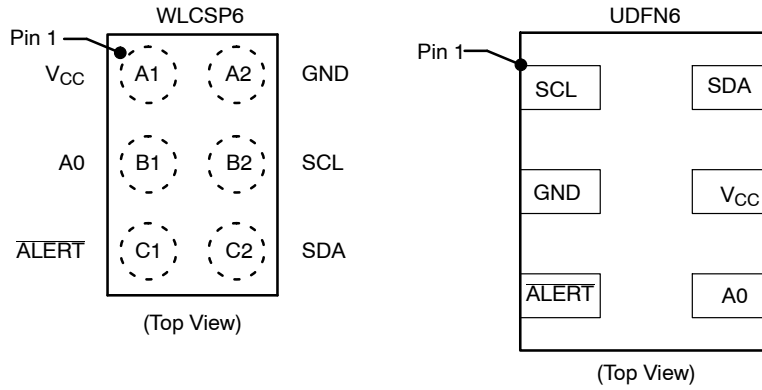 WLCSP6
Pin 1
VCC A1 A2 GND
A0 B1 B2 SCL
ALERT C1 C2 SDA
(Top View)
UDFN6
Pin 1
SCL SDA
GND VCC
ALERT A0
(Top View)